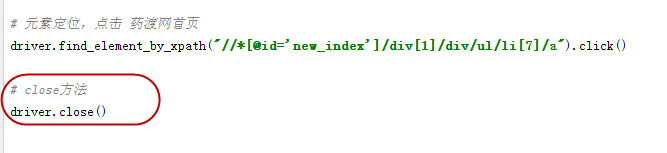 # 元素定位，点击 药渡网首页
driver.find_element_by_xpath("//*[@id='new_index']/div[1]/div/ul/li[7]/a").click()
# close方法
driver.close()